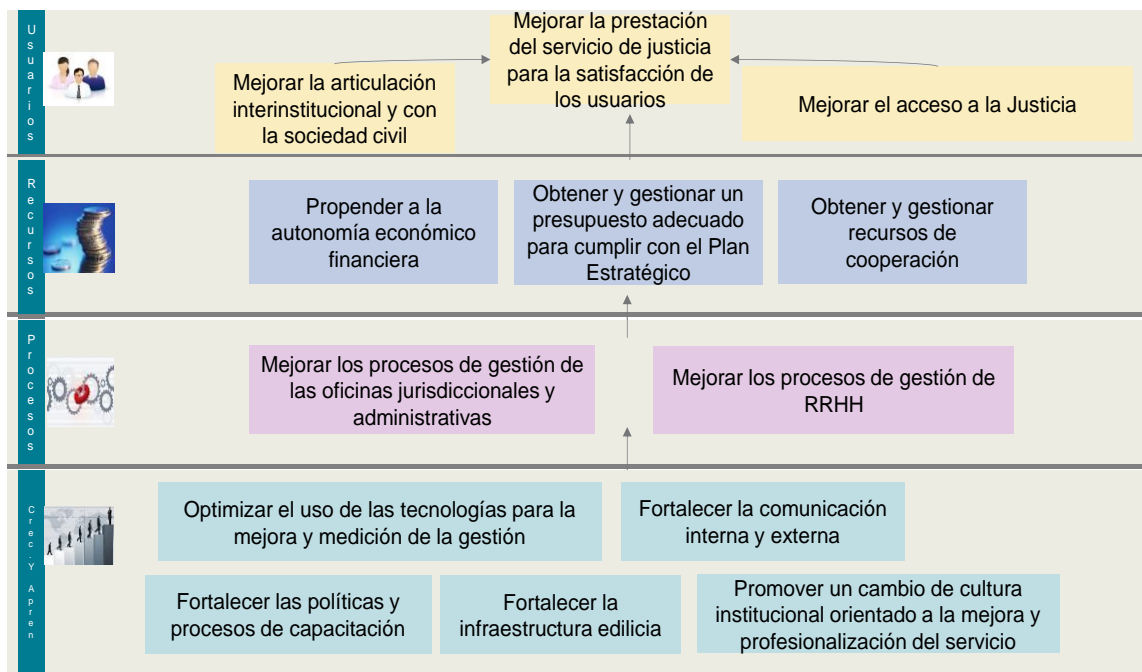 Usuarios
Mejorar la prestación
del servicio de justicia
para la satisfacción de
los usuarios
Mejorar la articulación
interinstitucional y con
la sociedad civil
Mejorar el acceso a la Justicia
Recursos
Propender a la
autonomía económico
financiera
Obtener y gestionar un
presupuesto adecuado
para cumplir con el Plan
Estratégico
Obtener y gestionar
recursos de
cooperación
Procesos
Mejorar los procesos de gestión de
las oficinas jurisdiccionales y
administrativas
Mejorar los procesos de gestión de
RRHH
Crec. Y Apren
Optimizar el uso de las tecnologías para la
mejora y medición de la gestión
Fortalecer la comunicación
interna y externa
Fortalecer las políticas y
procesos de capacitación
Fortalecer la
infraestructura edilicia
Promover un cambio de cultura
institucional orientado a la mejora y
profesionalización del servicio